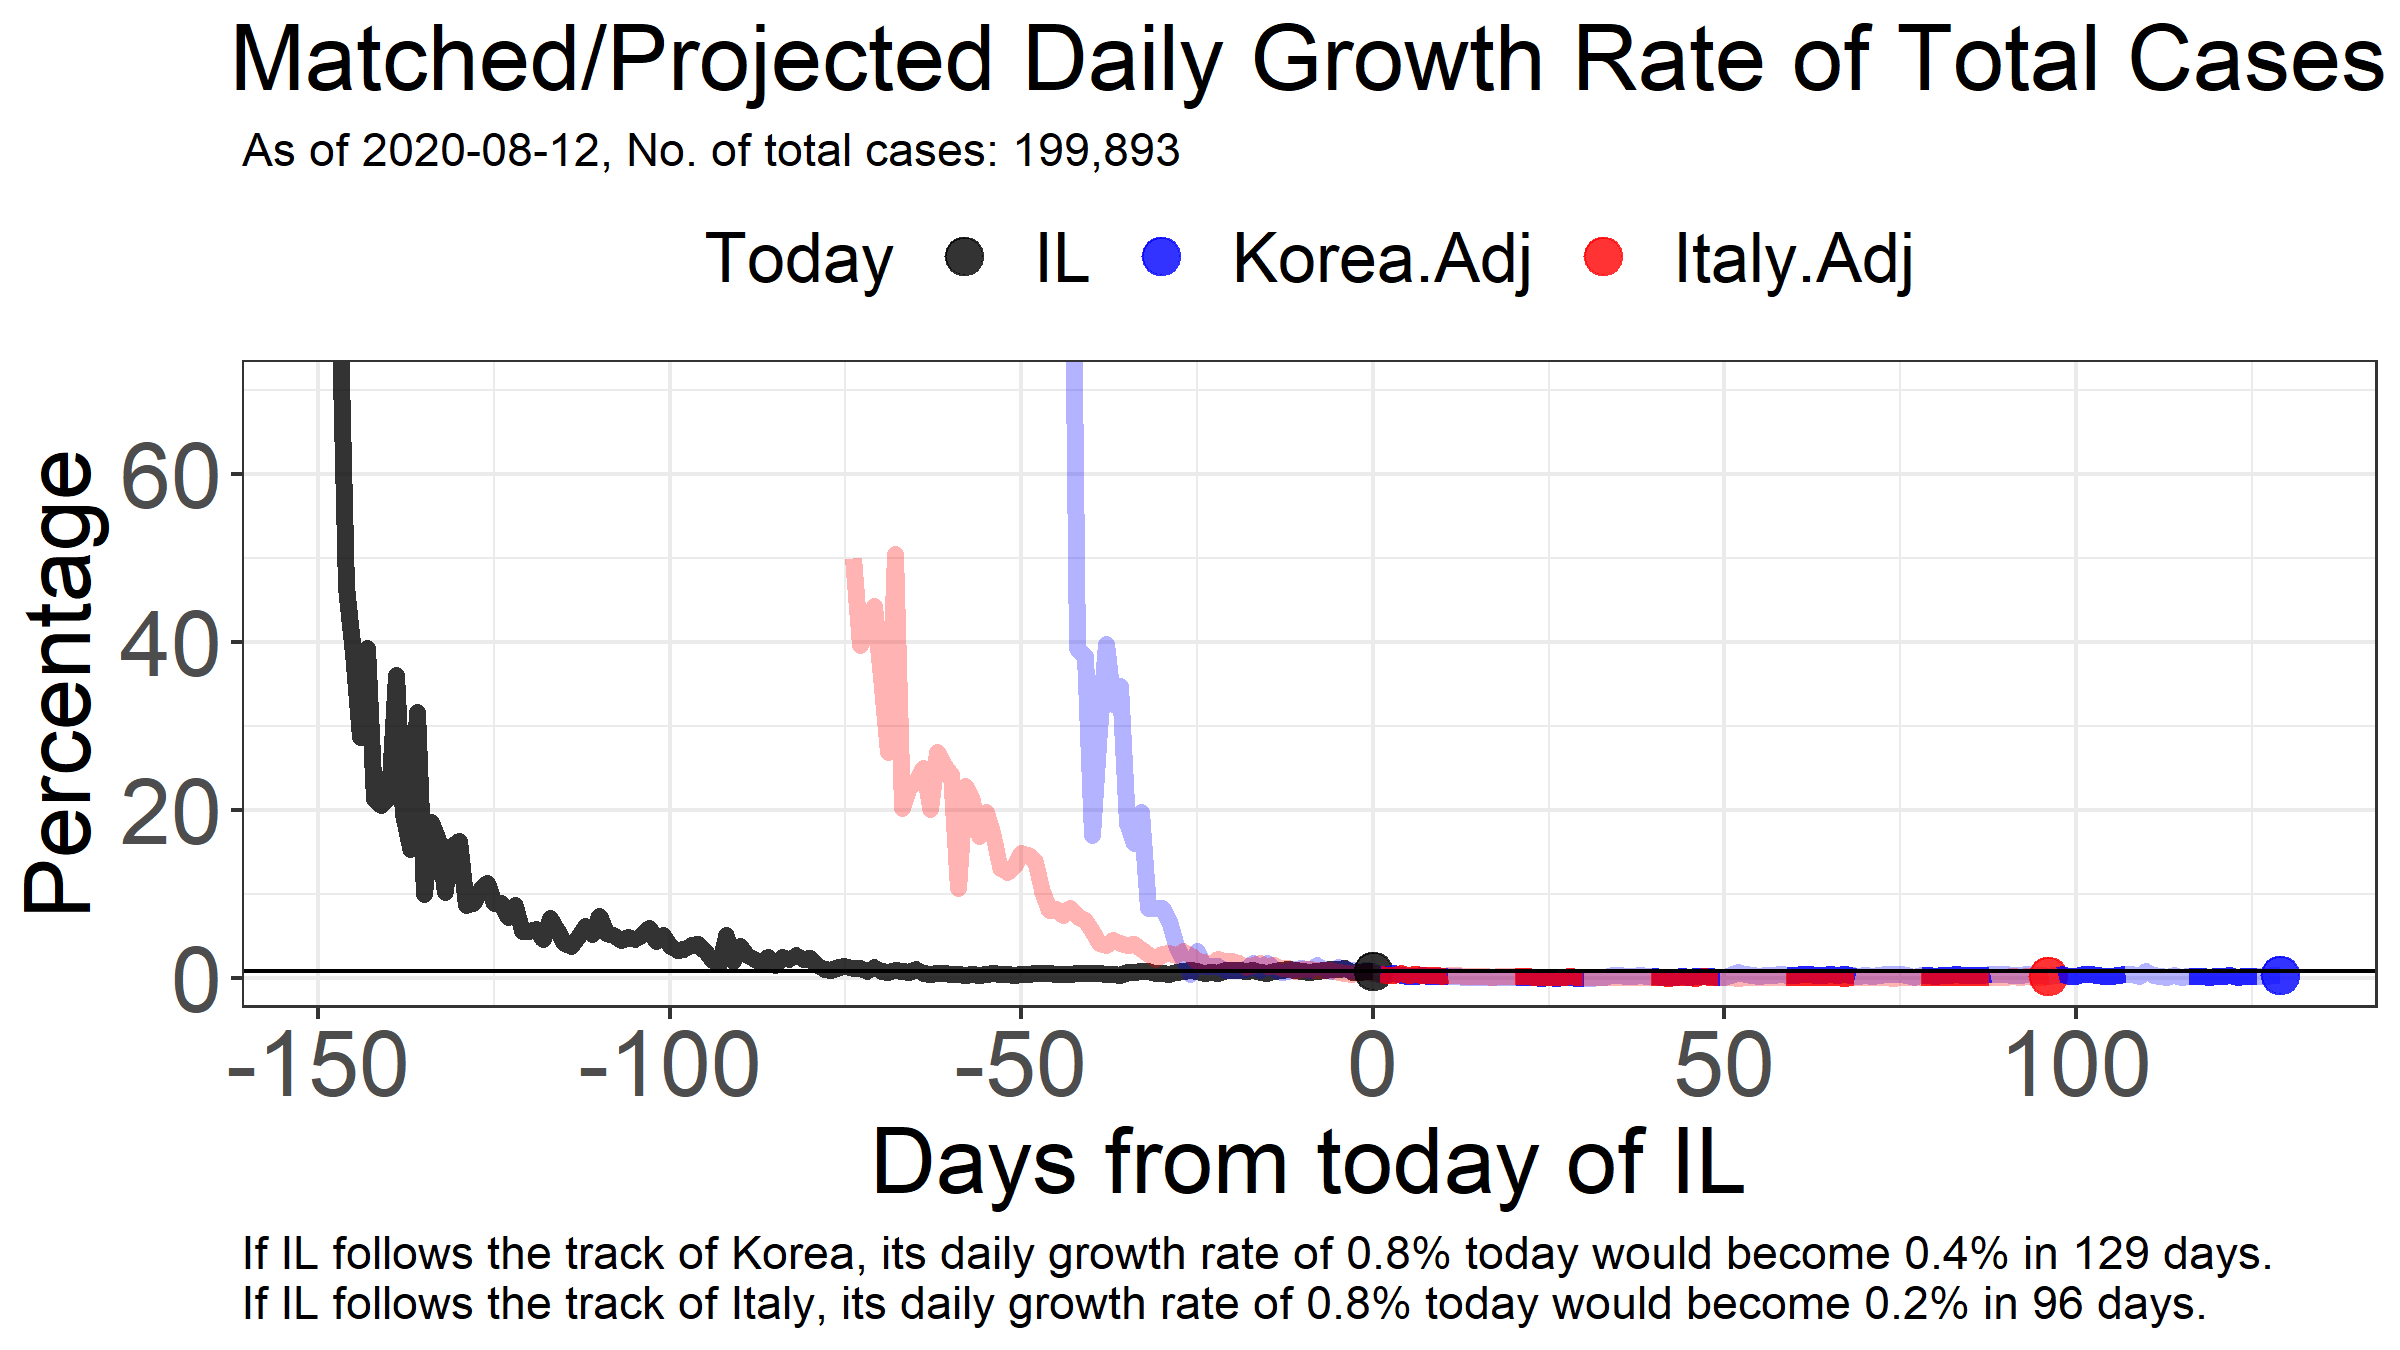 Matched/Projected Daily Growth Rate of Total Cases
As of 2020-08-12, No. of total cases: 199,893
Today IL Korea.Adj Italy.Adj
Percentage
60
40
20
0
-150 -100 -50 0 50 100
Days from today of IL
If IL follows the track of Korea, its daily growth rate of 0.8% today would become 0.4% in 129 days.
If IL follows the track of Italy, its daily growth rate of 0.8% today would become 0.2% in 96 days.